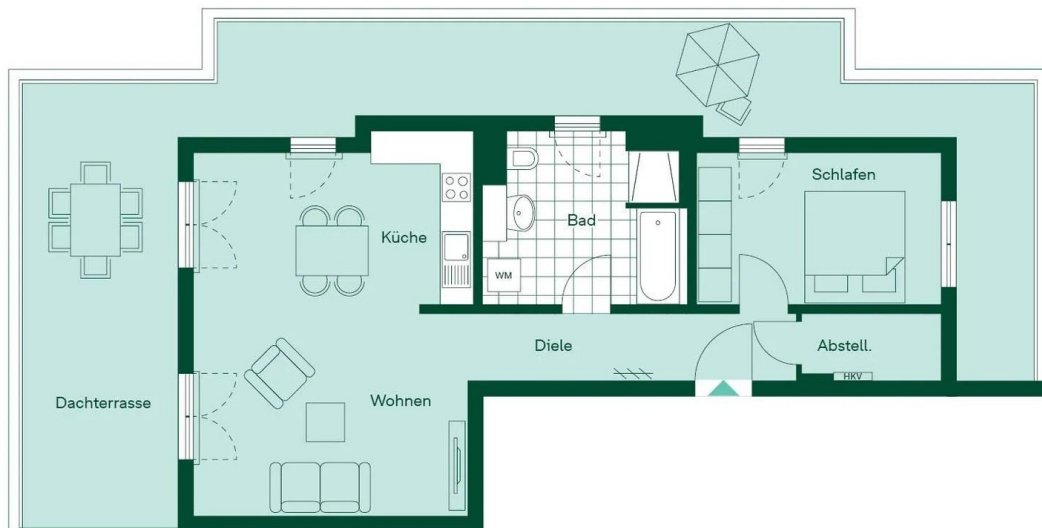 Schlafen
Küche
Bad
WM
Diele
Abstell.
HKV
Dachterrasse
Wohnen